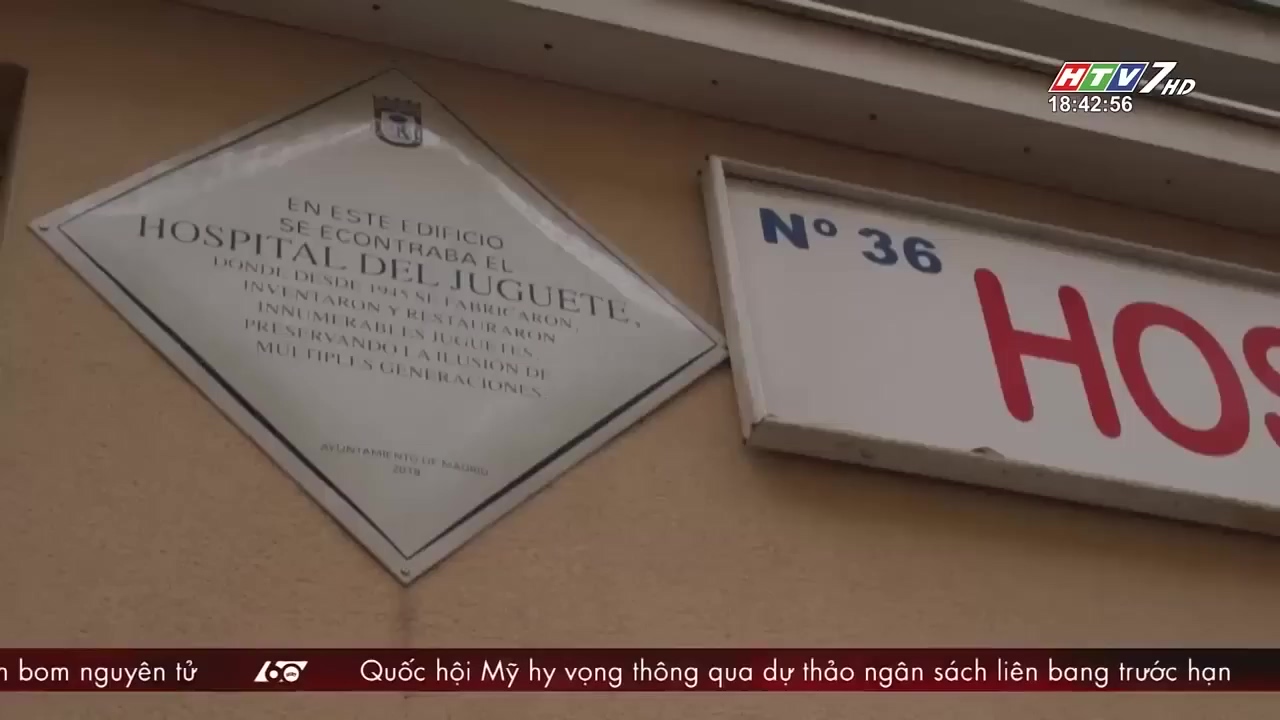 HTV7 HD
18:42:56
EN ESTE EDIFICIO
SE ECONTRABA EL
HOSPITAL DEL JUGUETE,
DONDE DESDE 1945 SE FABRICARON,
INVENTARON Y RESTAURARON
INNUMERABLES JUGUETES
PRESERVANDO LA ILUSIÓN DE
MÚLTIPLES GENERACIONES
AYUNTAMIENTO DE MADRID
Nº 36
HOS
bom nguyên tử
60
Quốc hội Mỹ hy vọng thông qua dự thảo ngân sách liên bang trước hạn